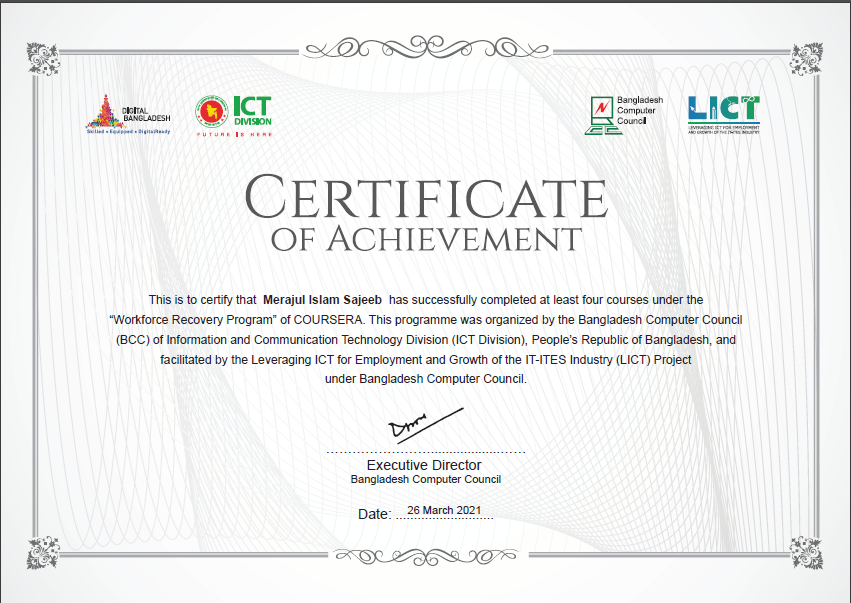 DIGITAL
BANGLADESH
Skilled • Equipped • DigitalReady
ICT
DIVISION
FUTURE IS HERE
Bangladesh
Computer
Council
LICT
LEVERAGING ICT FOR EMPLOYMENT
AND GROWTH OF THE IT-ITES INDUSTRY
CERTIFICATE
OF ACHIEVEMENT
This is to certify that Merajul Islam Sajeeb has successfully completed at least four courses under the
“Workforce Recovery Program” of COURSERA. This programme was organized by the Bangladesh Computer Council
(BCC) of Information and Communication Technology Division (ICT Division), People’s Republic of Bangladesh, and
facilitated by the Leveraging ICT for Employment and Growth of the IT-ITES Industry (LICT) Project
under Bangladesh Computer Council.
Executive Director
Bangladesh Computer Council
Date: 26 March 2021